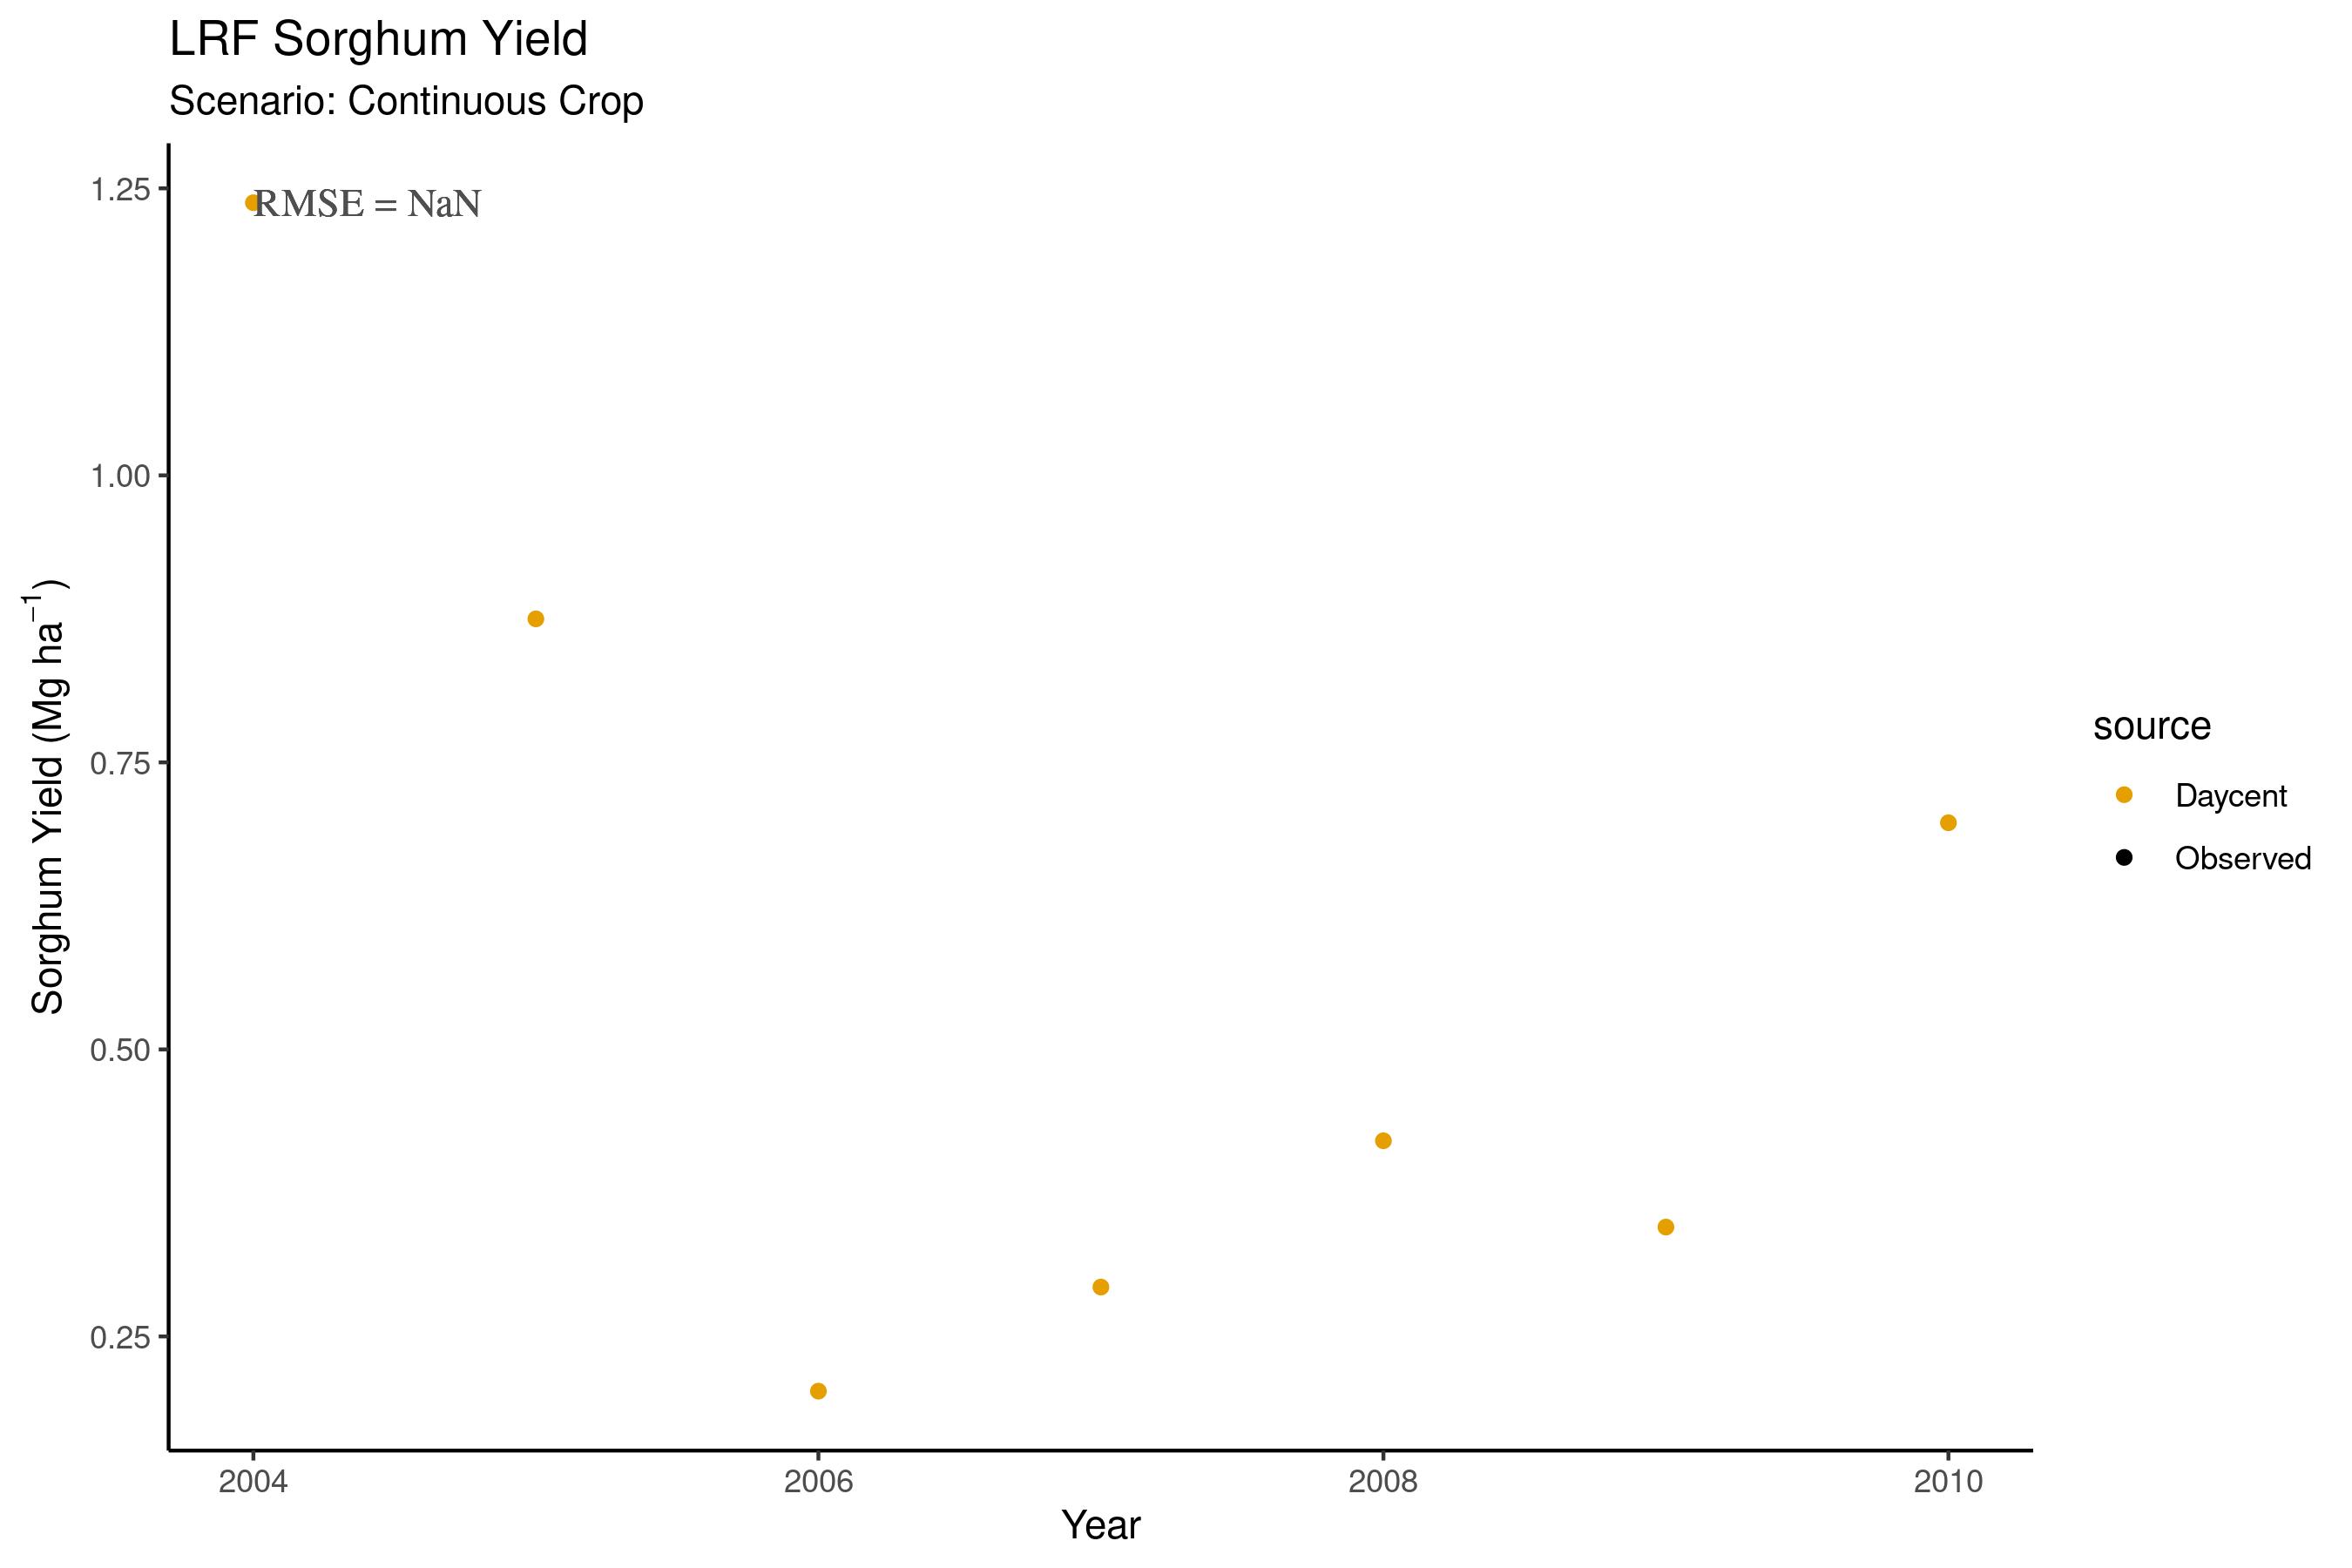 LRF Sorghum Yield
Scenario: Continuous Crop
RMSE = NaN
1.25
1.00
0.75
0.50
0.25
Sorghum Yield (Mg ha⁻¹)
2004 2006 2008 2010
Year
source
Daycent
Observed